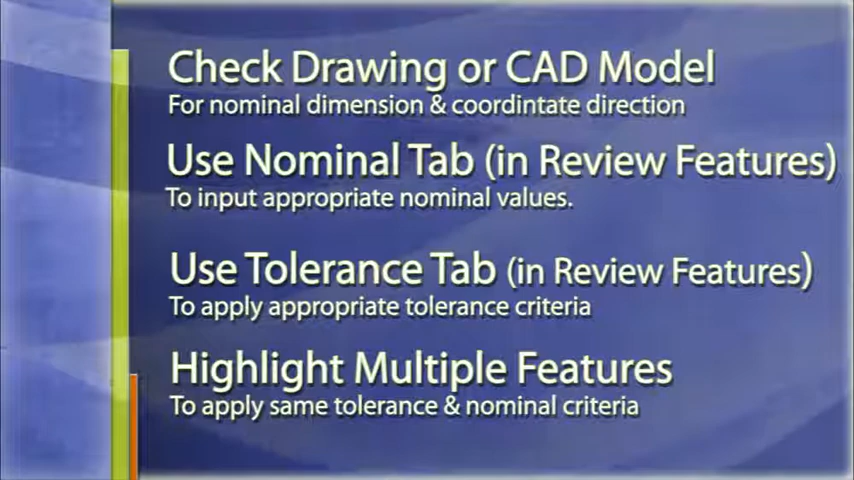 Check Drawing or CAD Model
For nominal dimension & coordintate direction
Use Nominal Tab (in Review Features)
To input appropriate nominal values.
Use Tolerance Tab (in Review Features)
To apply appropriate tolerance criteria
Highlight Multiple Features
To apply same tolerance & nominal criteria